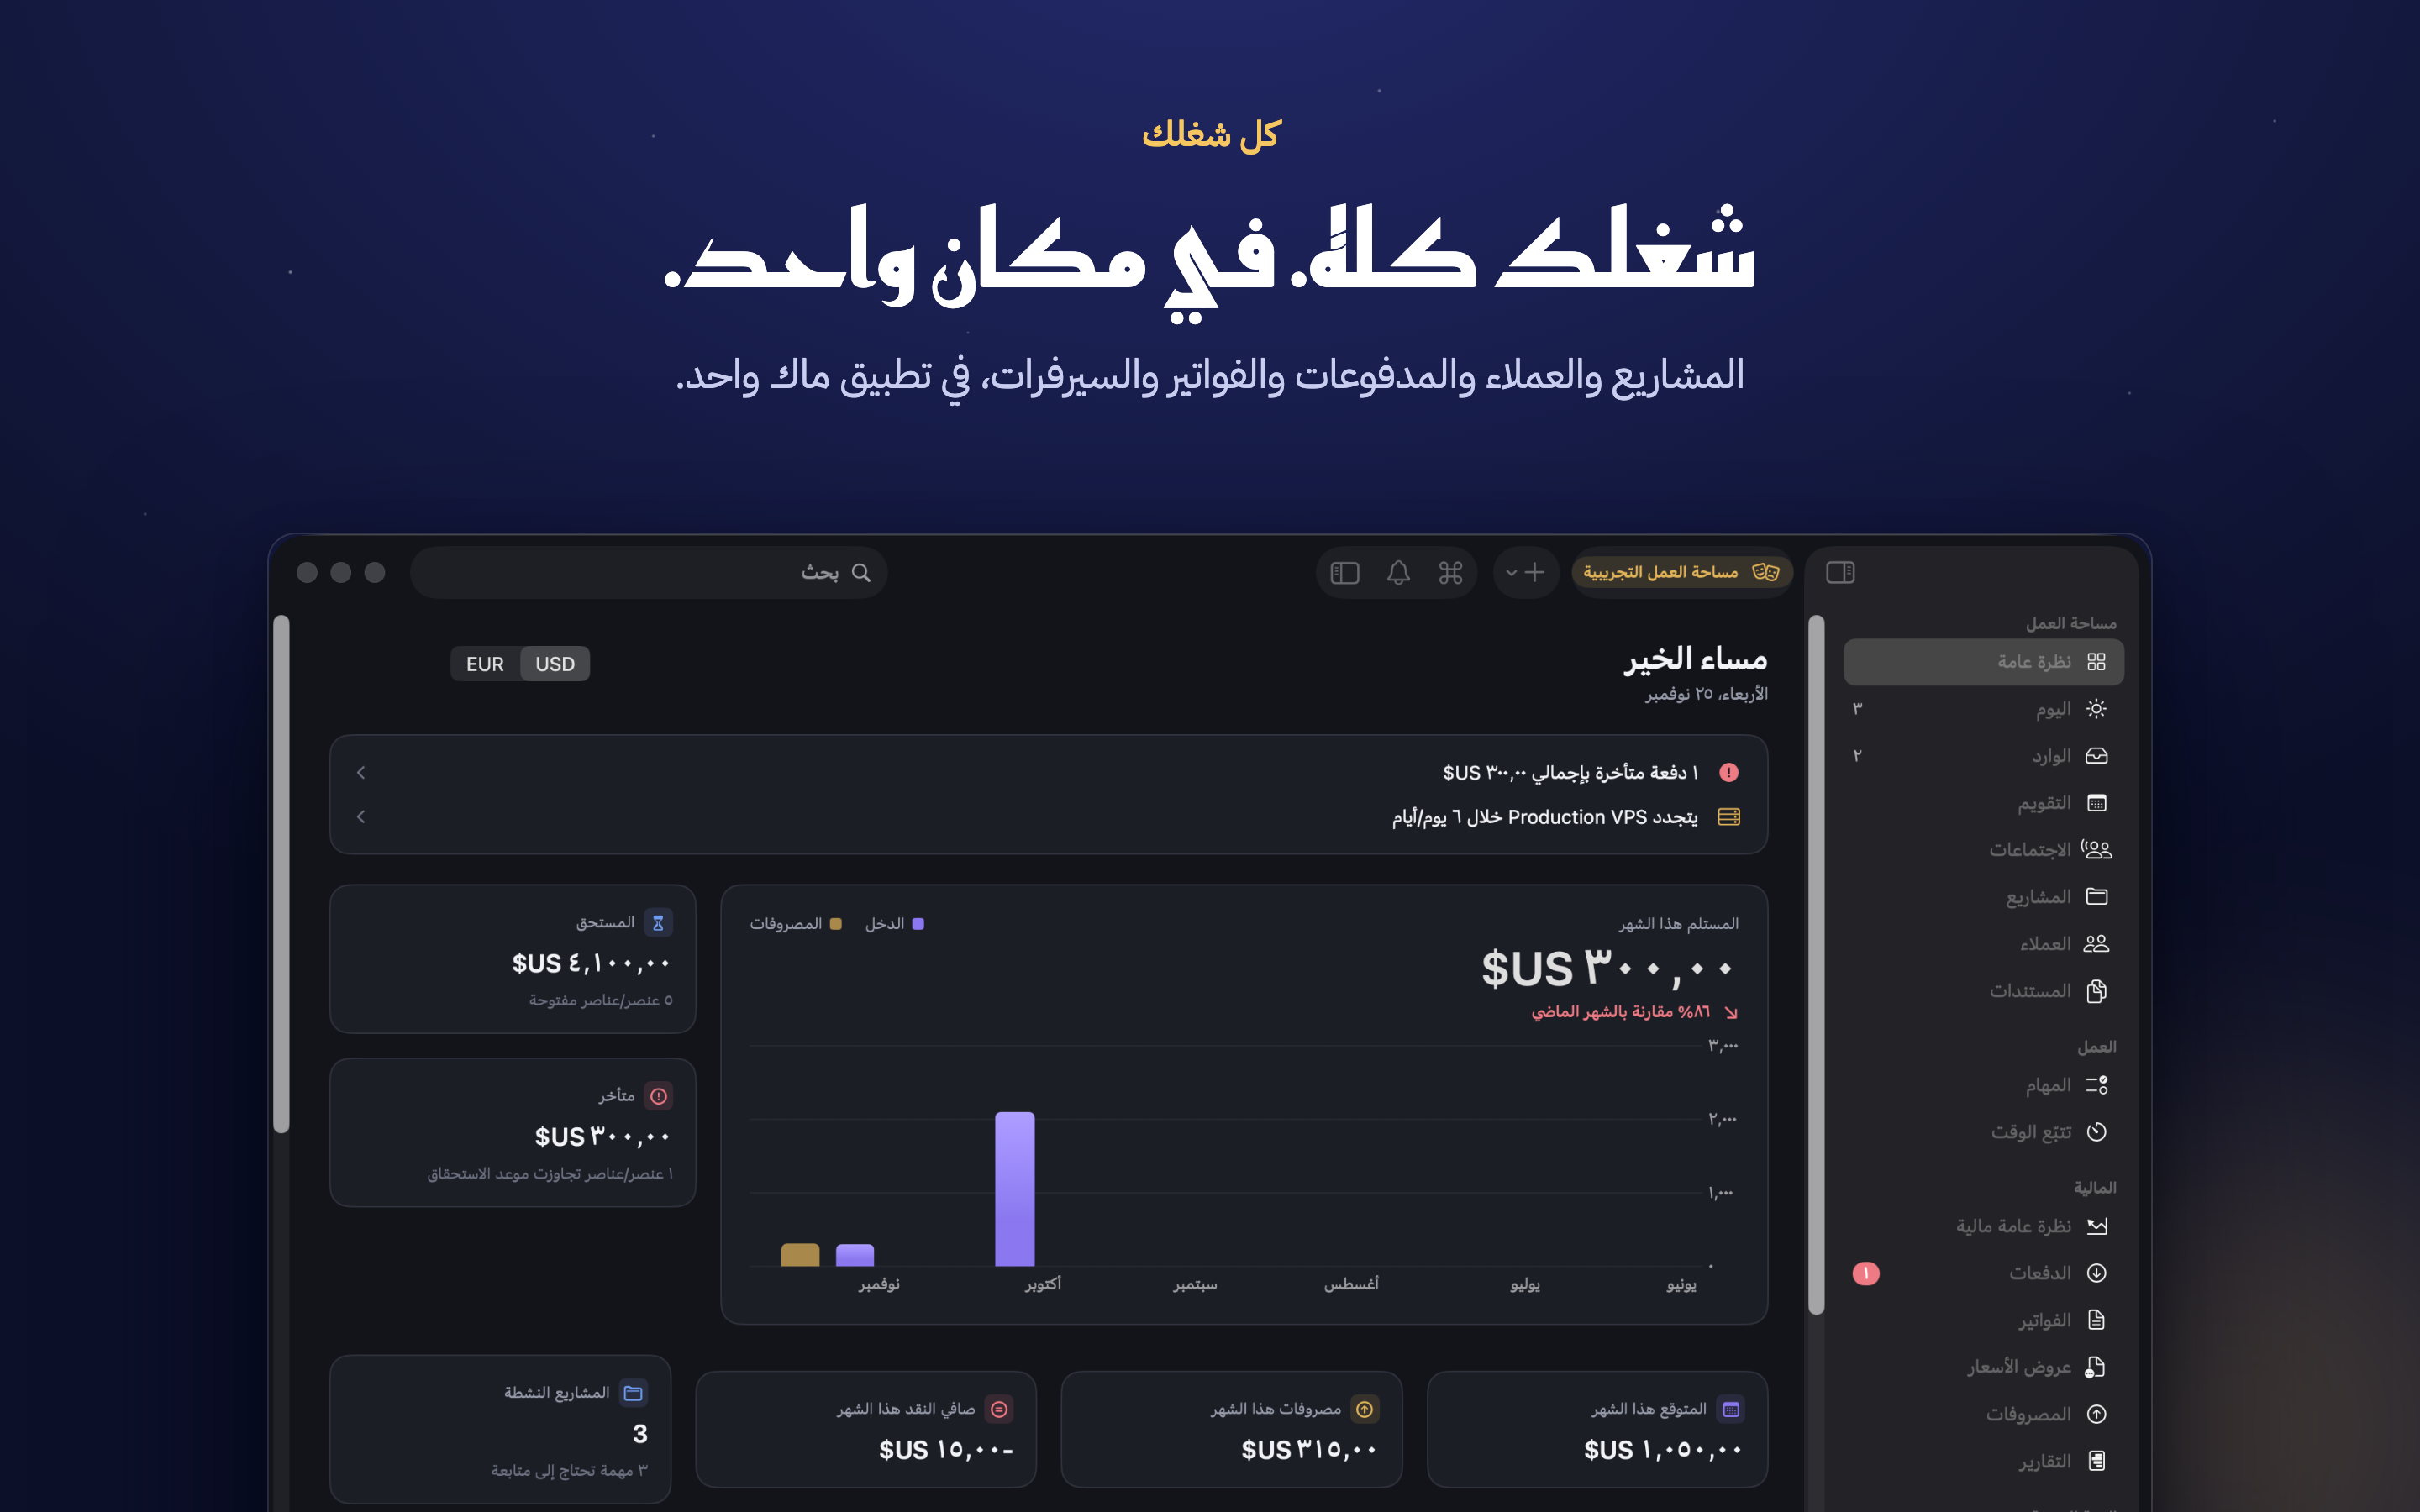 كل شغلك
شغلك كله. في مكان واحد.
المشاريع والعملاء والمدفوعات والفواتير والسيرفرات، في تطبيق ماك واحد.
مساحة العمل التجريبية
بحث
مساحة العمل
نظرة عامة
اليوم ٣
الوارد ٢
التقويم
الاجتماعات
المشاريع
العملاء
المستندات
العمل
المهام
تتبّع الوقت
المالية
نظرة عامة مالية
الدفعات ١
الفواتير
عروض الأسعار
المصروفات
التقارير
مساء الخير
الأربعاء، ٢٥ نوفمبر
USD EUR
١ دفعة متأخرة بإجمالي ٣٠٠,٠٠ US$
يتجدد Production VPS خلال ٦ يوم/أيام
المستلم هذا الشهر
الدخل المصروفات
٣٠٠,٠٠ US$
٨٦% مقارنة بالشهر الماضي
٣,٠٠٠
٢,٠٠٠
١,٠٠٠
٠
يونيو يوليو أغسطس سبتمبر أكتوبر نوفمبر
المستحق
٤,١٠٠,٠٠ US$
٥ عنصر/عناصر مفتوحة
متأخر
٣٠٠,٠٠ US$
١ عنصر/عناصر تجاوزت موعد الاستحقاق
المتوقع هذا الشهر
١,٠٥٠,٠٠ US$
مصروفات هذا الشهر
٣١٥,٠٠ US$
صافي النقد هذا الشهر
-١٥,٠٠ US$
المشاريع النشطة
3
٣ مهمة تحتاج إلى متابعة